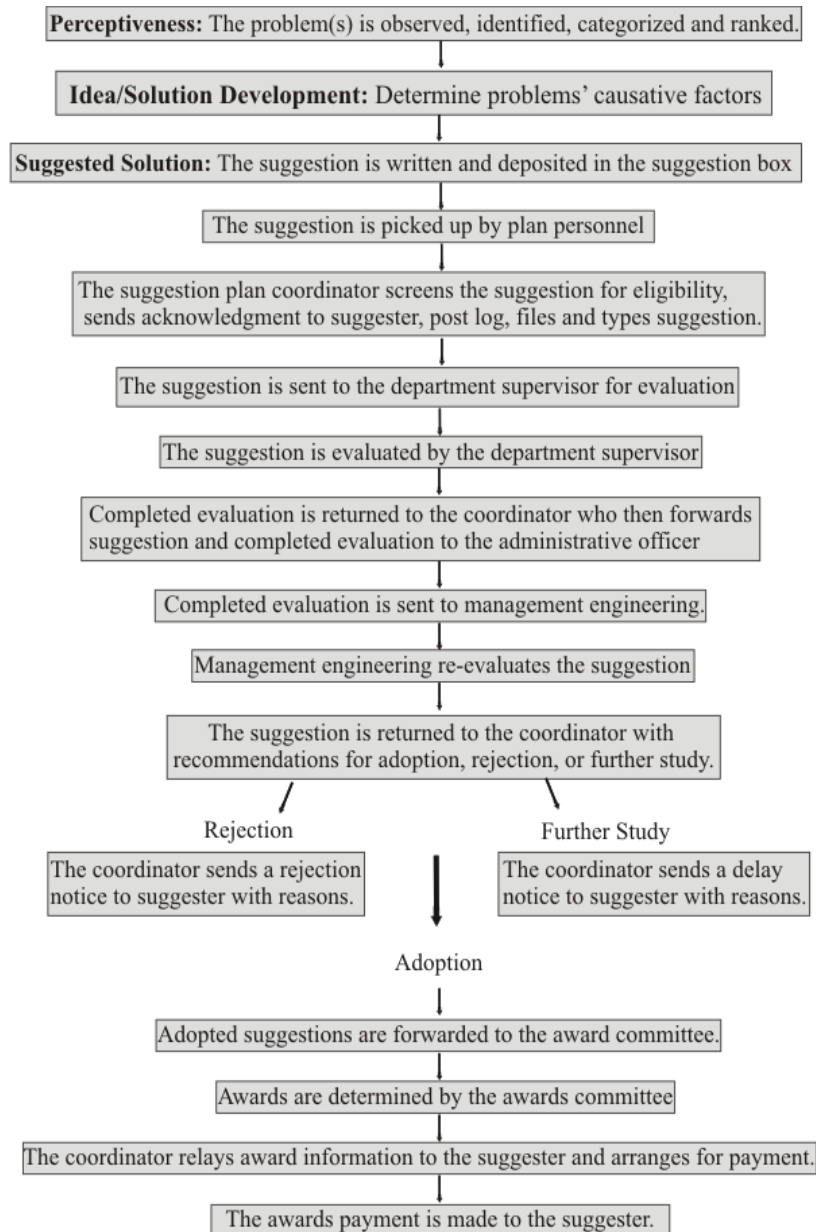 Perceptiveness: The problem(s) is observed, identified, categorized and ranked.
Idea/Solution Development: Determine problems’ causative factors
Suggested Solution: The suggestion is written and deposited in the suggestion box
The suggestion is picked up by plan personnel
The suggestion plan coordinator screens the suggestion for eligibility,
sends acknowledgment to suggester, post log, files and types suggestion.
The suggestion is sent to the department supervisor for evaluation
The suggestion is evaluated by the department supervisor
Completed evaluation is returned to the coordinator who then forwards
suggestion and completed evaluation to the administrative officer
Completed evaluation is sent to management engineering.
Management engineering re-evaluates the suggestion
The suggestion is returned to the coordinator with
recommendations for adoption, rejection, or further study.
Rejection
The coordinator sends a rejection
notice to suggester with reasons.
Further Study
The coordinator sends a delay
notice to suggester with reasons.
Adoption
Adopted suggestions are forwarded to the award committee.
Awards are determined by the awards committee
The coordinator relays award information to the suggester and arranges for payment.
The awards payment is made to the suggester.